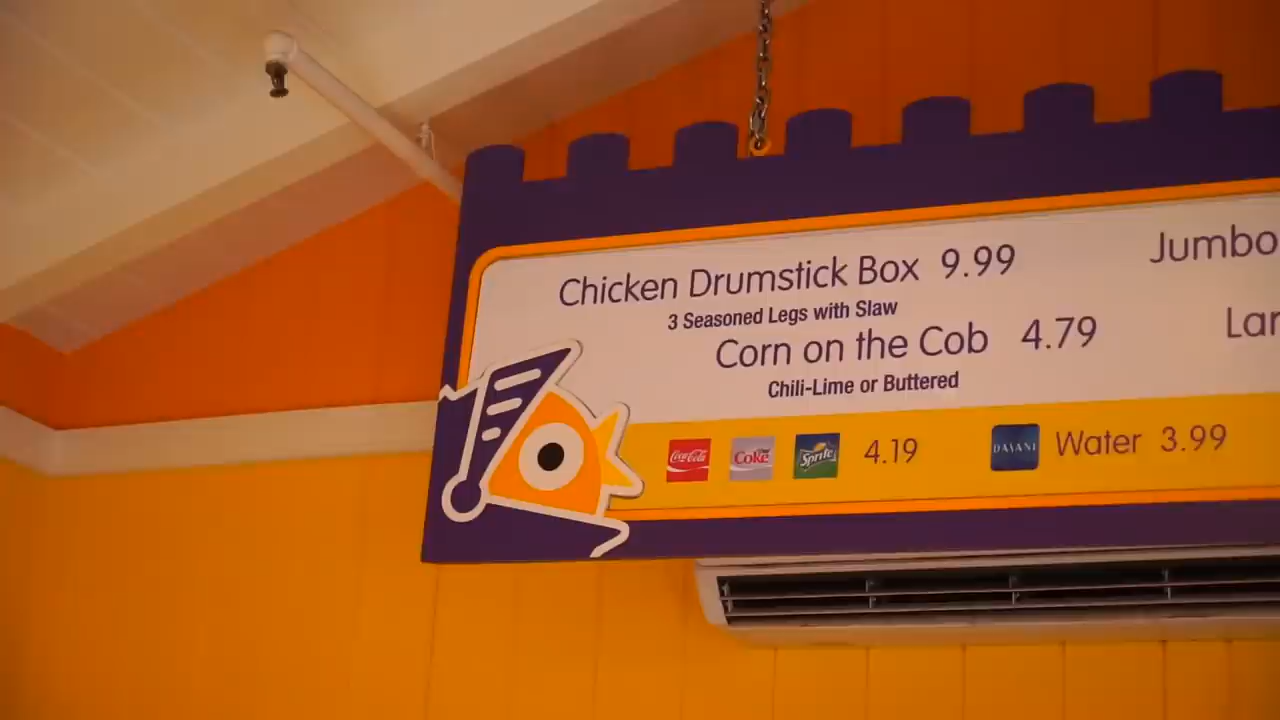 Chicken Drumstick Box 9.99
3 Seasoned Legs with Slaw
Corn on the Cob 4.79
Chili-Lime or Buttered
Coca-Cola Coke Sprite 4.19
DASANI Water 3.99
Jumbo